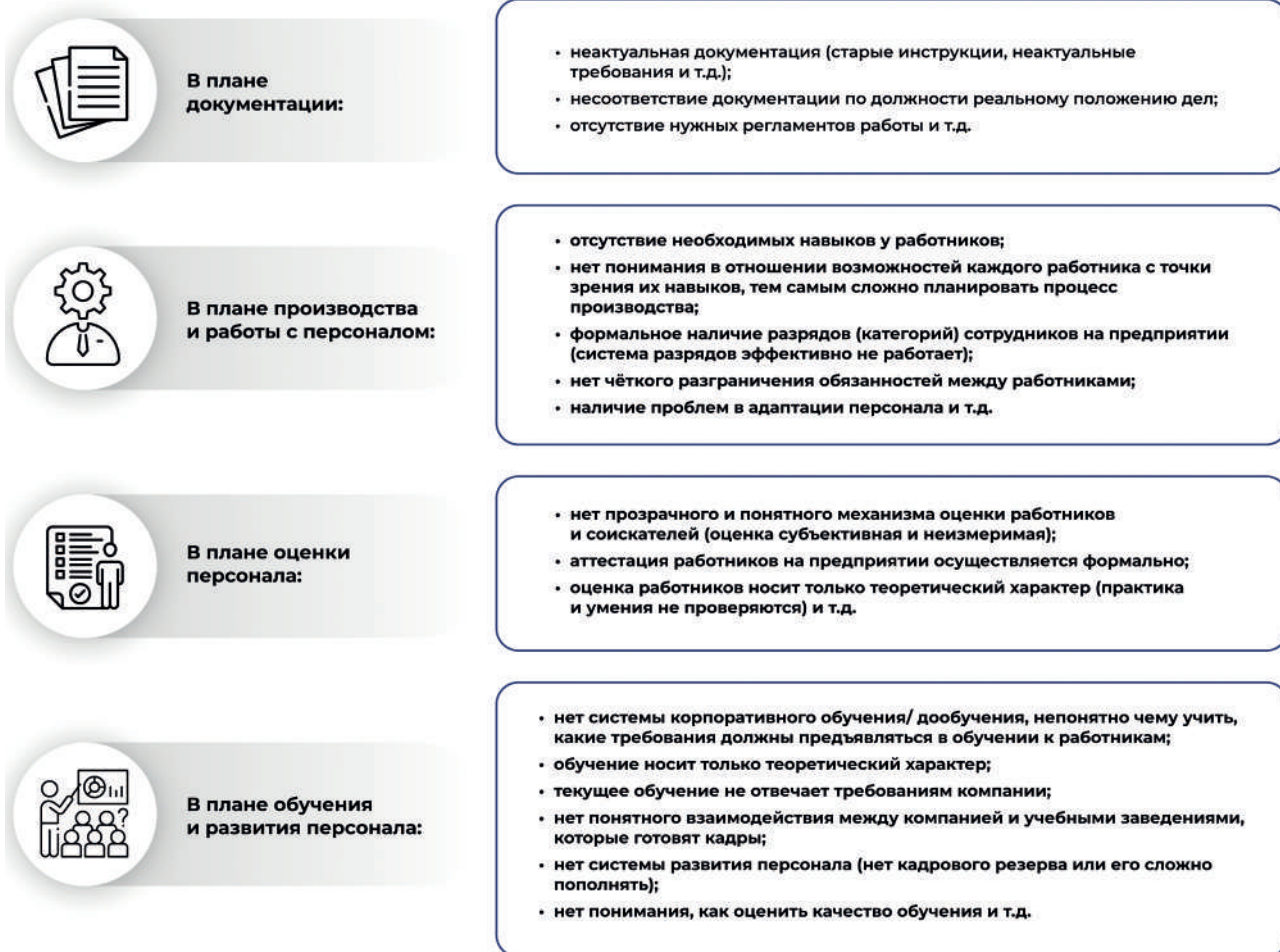 В плане
документации:
• неактуальная документация (старые инструкции, неактуальные
требования и т.д.);
• несоответствие документации по должности реальному положению дел;
• отсутствие нужных регламентов работы и т.д.
В плане производства
и работы с персоналом:
• отсутствие необходимых навыков у работников;
• нет понимания в отношении возможностей каждого работника с точки
зрения их навыков, тем самым сложно планировать процесс
производства;
• формальное наличие разрядов (категорий) сотрудников на предприятии
(система разрядов эффективно не работает);
• нет чёткого разграничения обязанностей между работниками;
• наличие проблем в адаптации персонала и т.д.
В плане оценки
персонала:
• нет прозрачного и понятного механизма оценки работников
и соискателей (оценка субъективная и неизмеримая);
• аттестация работников на предприятии осуществляется формально;
• оценка работников носит только теоретический характер (практика
и умения не проверяются) и т.д.
В плане обучения
и развития персонала:
• нет системы корпоративного обучения/ дообучения, непонятно чему учить,
какие требования должны предъявляться в обучении к работникам;
• обучение носит только теоретический характер;
• текущее обучение не отвечает требованиям компании;
• нет понятного взаимодействия между компанией и учебными заведениями,
которые готовят кадры;
• нет системы развития персонала (нет кадрового резерва или его сложно
пополнять);
• нет понимания, как оценить качество обучения и т.д.